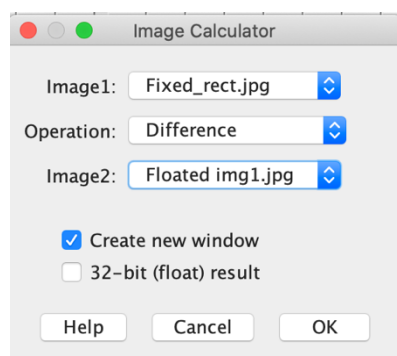 Image Calculator
Image1: Fixed_rect.jpg
Operation: Difference
Image2: Floated img1.jpg
Create new window
32-bit (float) result
Help Cancel OK